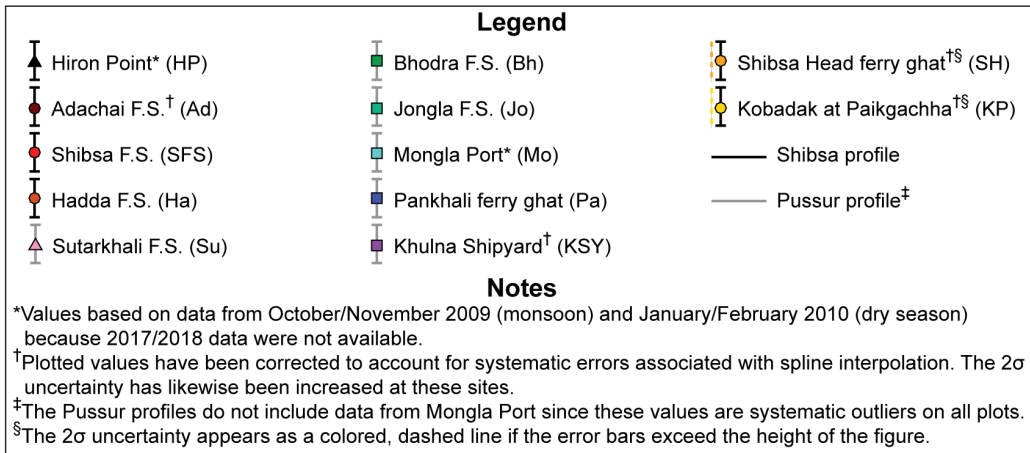 Legend
Hiron Point* (HP)
Adachai F.S.† (Ad)
Shibsa F.S. (SFS)
Hadda F.S. (Ha)
Sutarkhali F.S. (Su)
Bhodra F.S. (Bh)
Jongla F.S. (Jo)
Mongla Port* (Mo)
Pankhali ferry ghat (Pa)
Khulna Shipyard† (KSY)
Shibsa Head ferry ghat†§ (SH)
Kobadak at Paikgachha†§ (KP)
Shibsa profile
Pussur profile‡
Notes
*Values based on data from October/November 2009 (monsoon) and January/February 2010 (dry season)
because 2017/2018 data were not available.
†Plotted values have been corrected to account for systematic errors associated with spline interpolation. The 2σ
uncertainty has likewise been increased at these sites.
‡The Pussur profiles do not include data from Mongla Port since these values are systematic outliers on all plots.
§The 2σ uncertainty appears as a colored, dashed line if the error bars exceed the height of the figure.